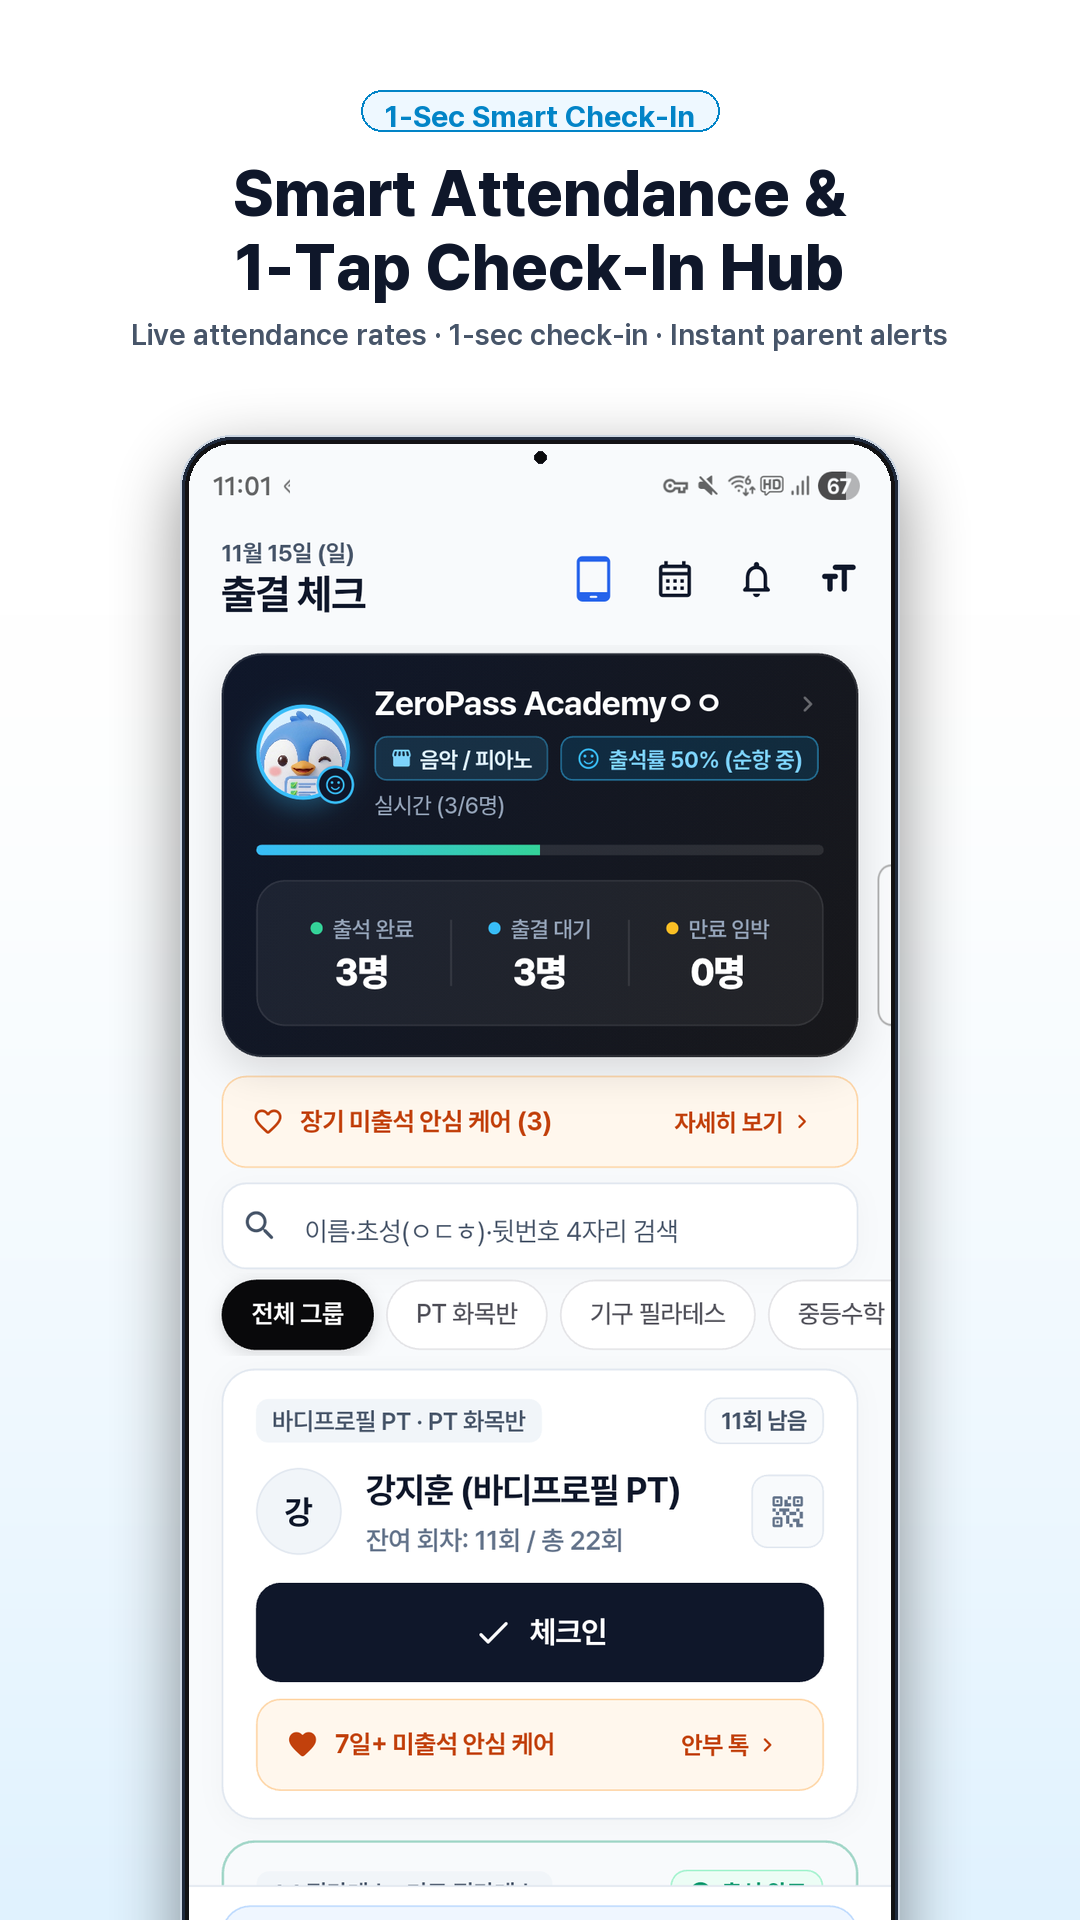 1-Sec Smart Check-In
Smart Attendance &
1-Tap Check-In Hub
Live attendance rates · 1-sec check-in · Instant parent alerts
11:01
HD
67
11월 15일 (일)
출결 체크
ZeroPass Academyㅇㅇ
음악 / 피아노
출석률 50% (순항 중)
실시간 (3/6명)
출석 완료
출결 대기
만료 임박
3명
3명
0명
장기 미출석 안심 케어 (3)
자세히 보기
이름·초성(ㅇㄷㅎ)·뒷번호 4자리 검색
전체 그룹
PT 화목반
기구 필라테스
중등수학
바디프로필 PT · PT 화목반
11회 남음
강
강지훈 (바디프로필 PT)
잔여 회차: 11회 / 총 22회
체크인
7일+ 미출석 안심 케어
안부 톡